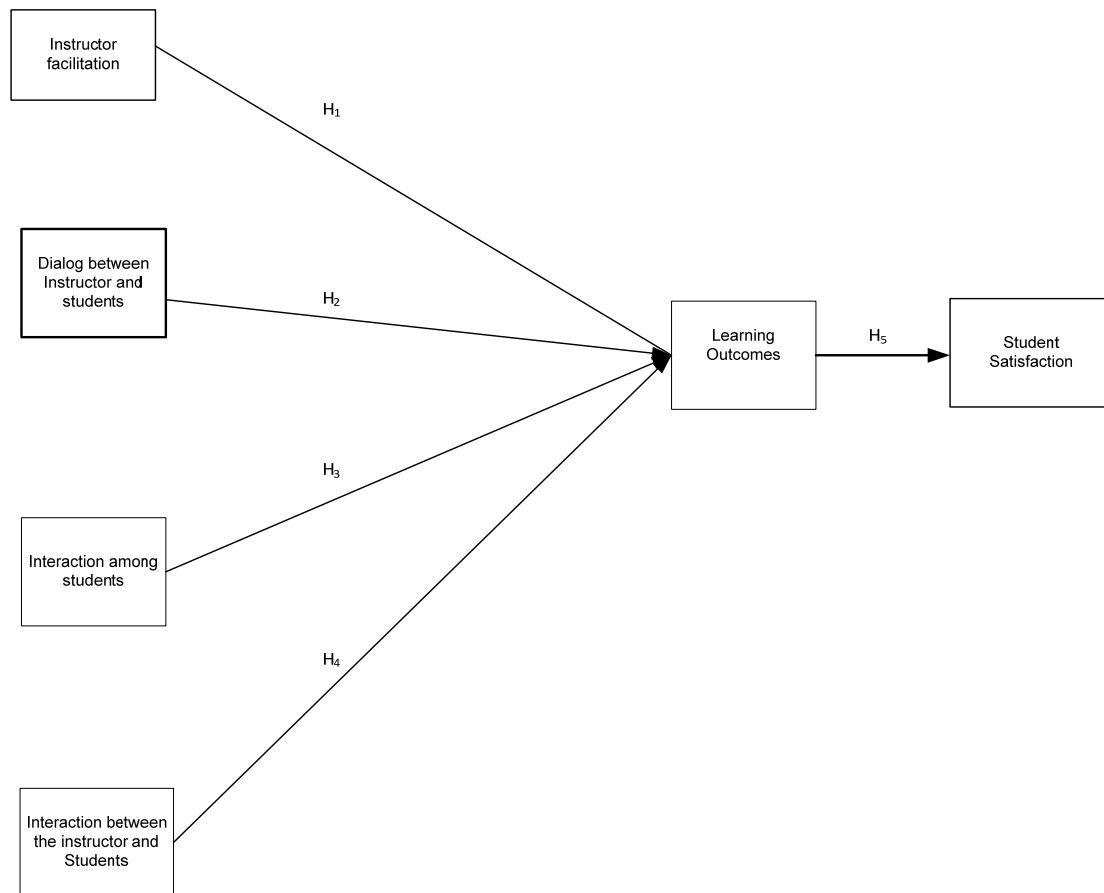 Instructor
facilitation
H₁
Dialog between
Instructor and
students
H₂
Learning
Outcomes
H₅
Student
Satisfaction
H₃
Interaction among
students
H₄
Interaction between
the instructor and
Students